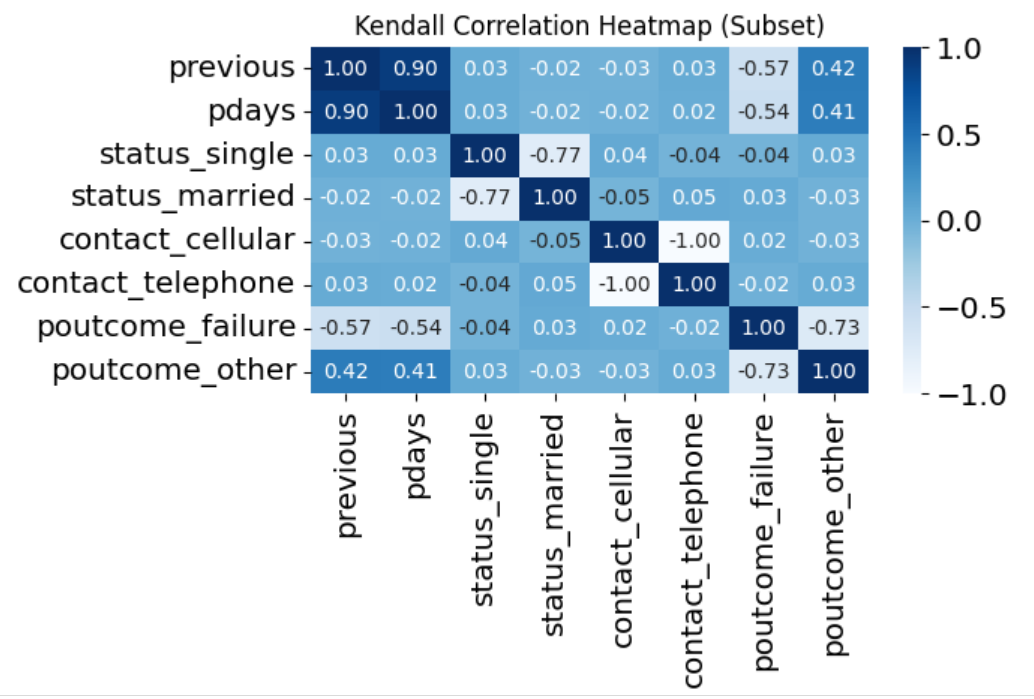 Kendall Correlation Heatmap (Subset)
previous 1.00 0.90 0.03 -0.02 -0.03 0.03 -0.57 0.42
pdays 0.90 1.00 0.03 -0.02 -0.02 0.02 -0.54 0.41
status_single 0.03 0.03 1.00 -0.77 0.04 -0.04 -0.04 0.03
status_married -0.02 -0.02 -0.77 1.00 -0.05 0.05 0.03 -0.03
contact_cellular -0.03 -0.02 0.04 -0.05 1.00 -1.00 0.02 -0.03
contact_telephone 0.03 0.02 -0.04 0.05 -1.00 1.00 -0.02 0.03
poutcome_failure -0.57 -0.54 -0.04 0.03 0.02 -0.02 1.00 -0.73
poutcome_other 0.42 0.41 0.03 -0.03 -0.03 0.03 -0.73 1.00
previous
pdays
status_single
status_married
contact_cellular
contact_telephone
poutcome_failure
poutcome_other
1.0
0.5
0.0
−0.5
−1.0